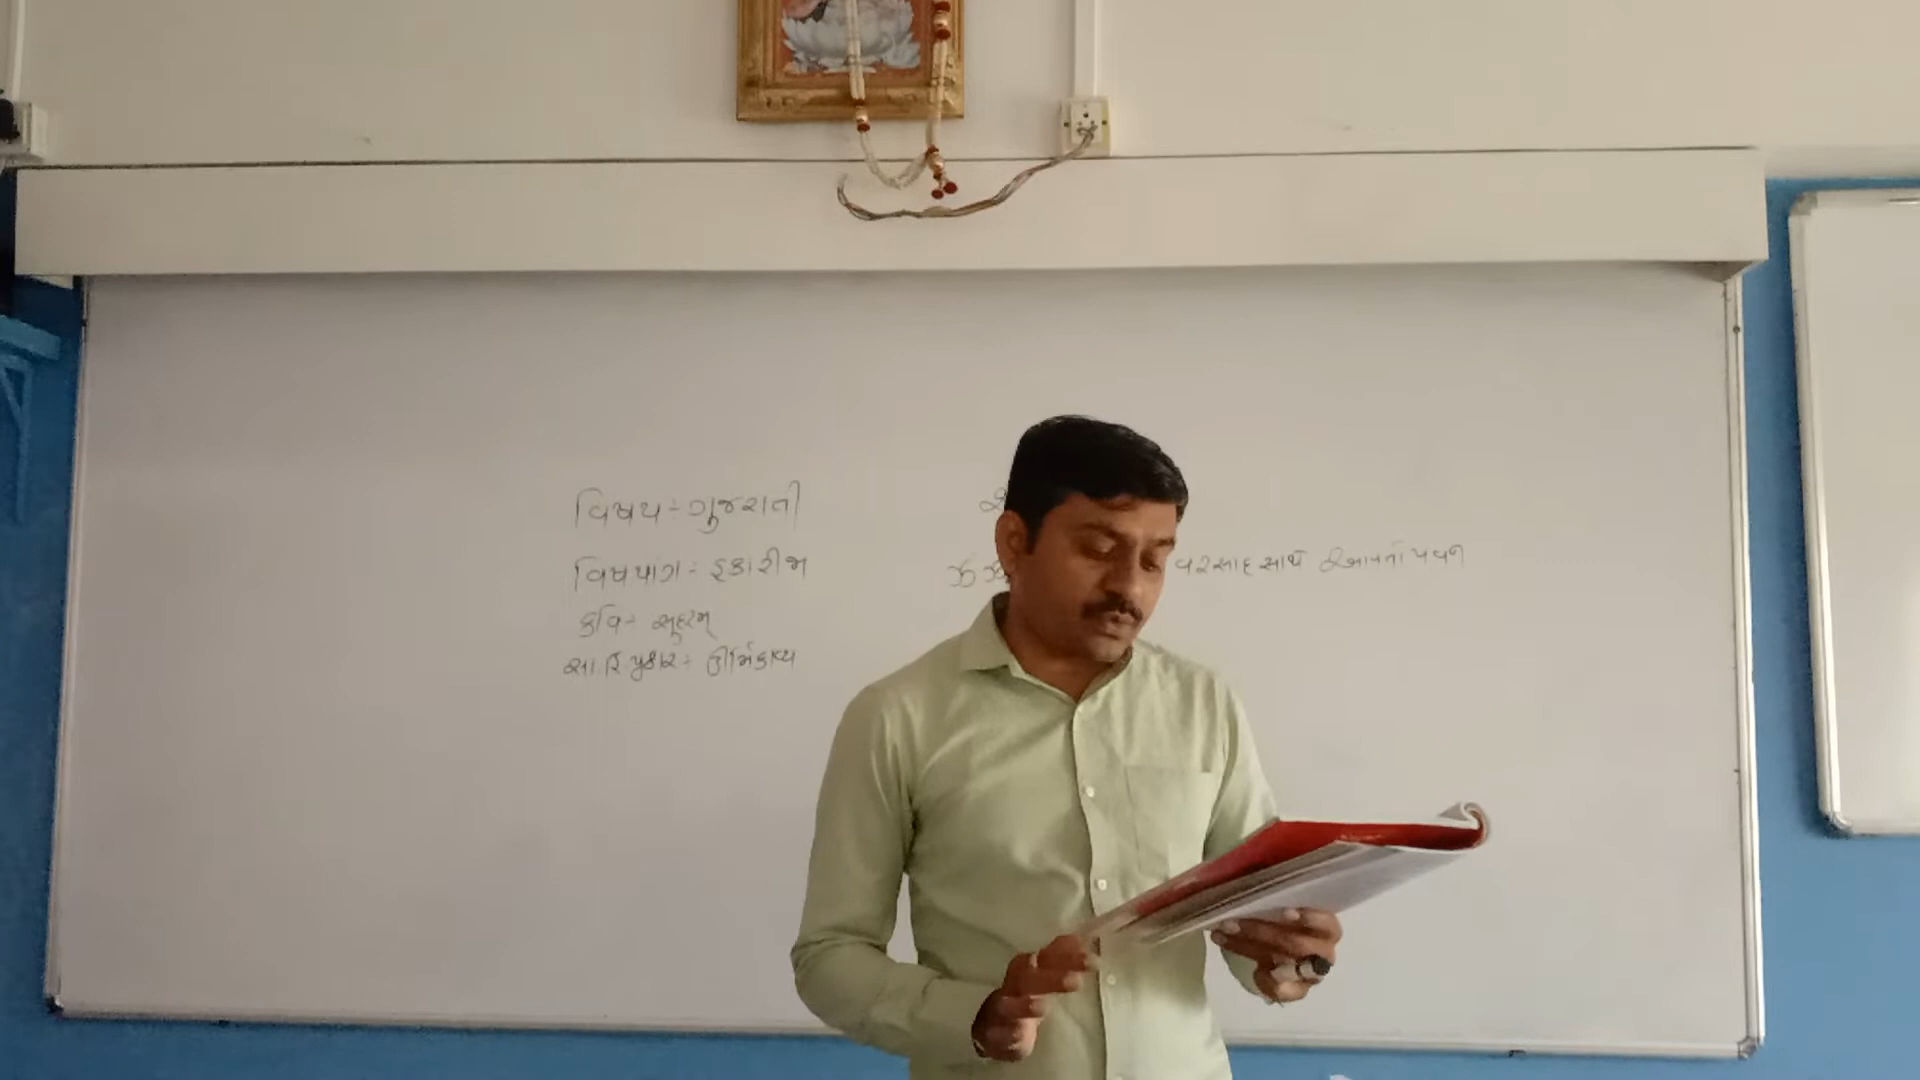 વિષય :- ગુજરાતી
વિષયાંગ :- ઇકારીજ
કવિ :- સુન્દરમ્
સા. પ્રકાર :- ઊર્મિકાવ્ય
વરસાદ સાથે આવતો પવન